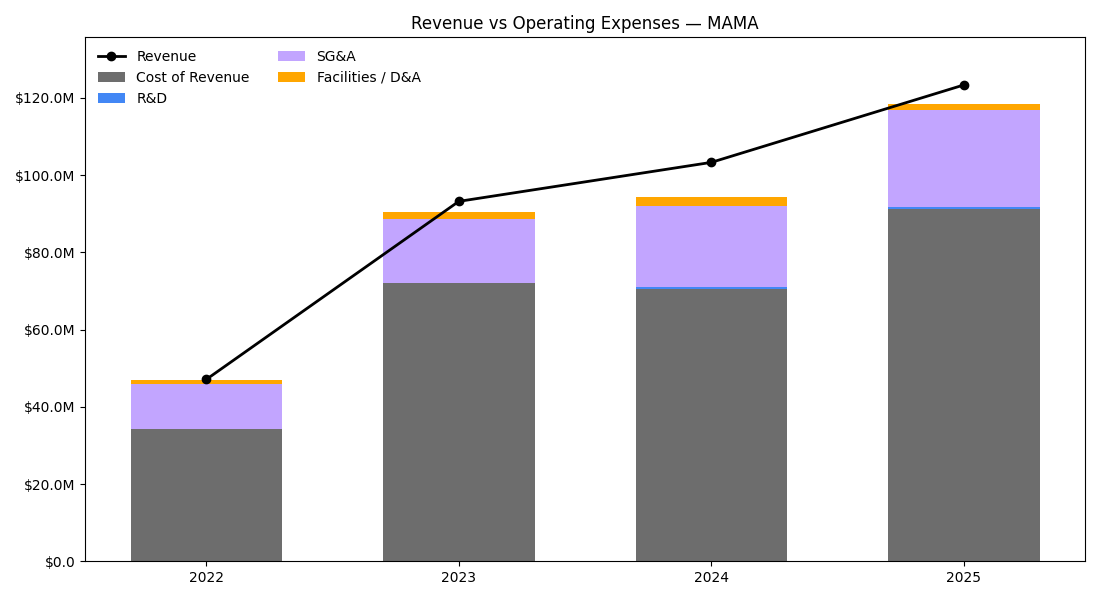 Revenue vs Operating Expenses — MAMA
Revenue
Cost of Revenue
R&D
SG&A
Facilities / D&A
$120.0M
$100.0M
$80.0M
$60.0M
$40.0M
$20.0M
$0.0
2022
2023
2024
2025